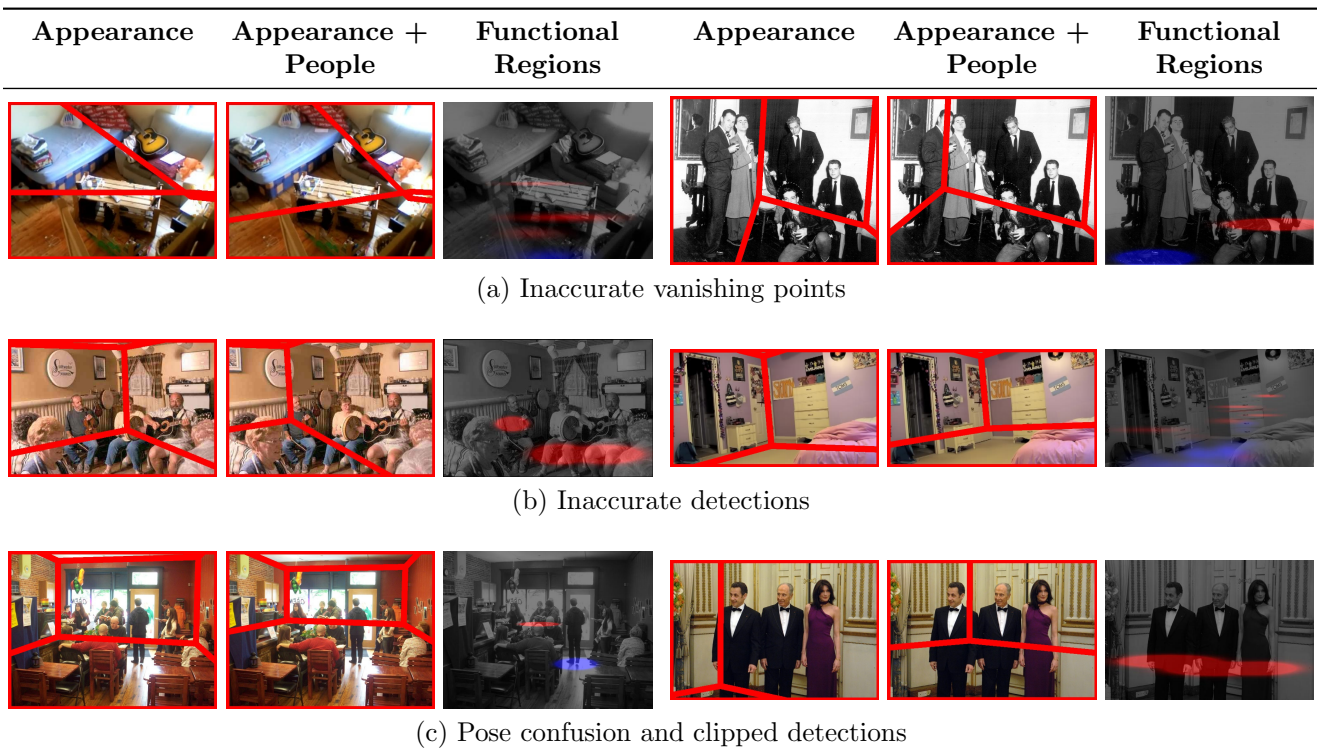 Appearance Appearance + People Functional Regions Appearance Appearance + People Functional Regions
(a) Inaccurate vanishing points
(b) Inaccurate detections
(c) Pose confusion and clipped detections